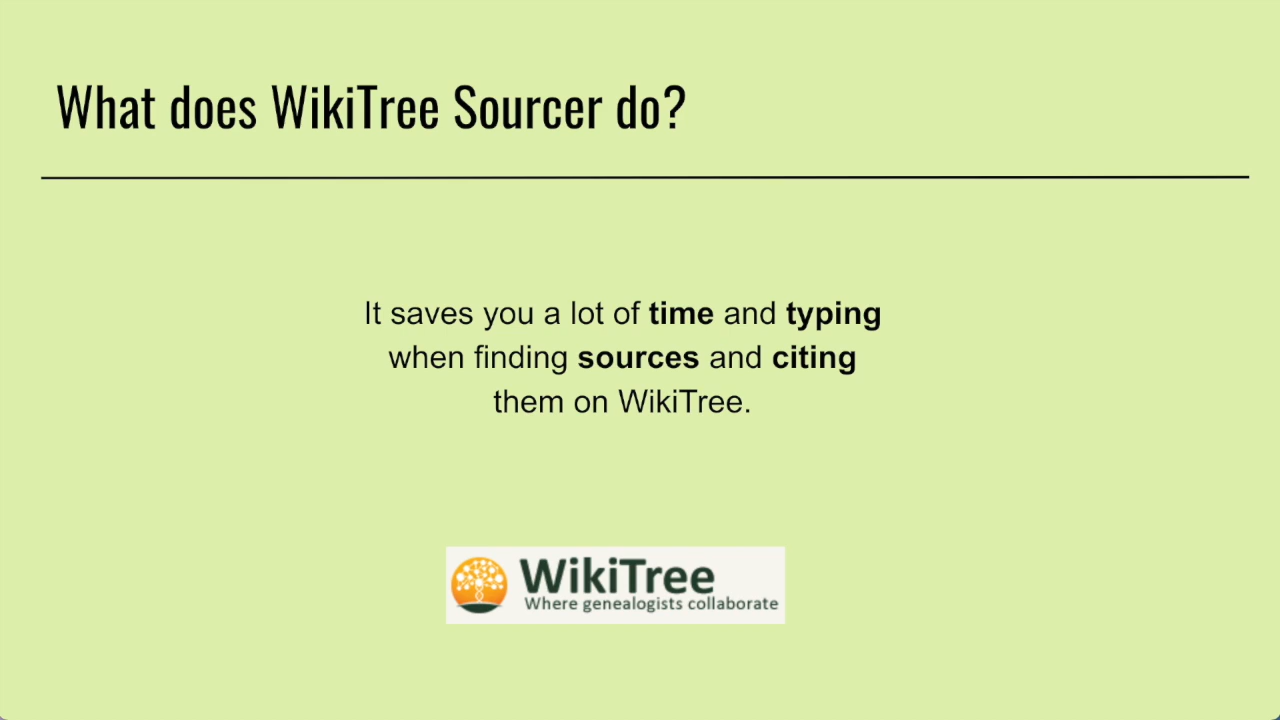 What does WikiTree Sourcer do?
It saves you a lot of time and typing
when finding sources and citing
them on WikiTree.
WikiTree
Where genealogists collaborate